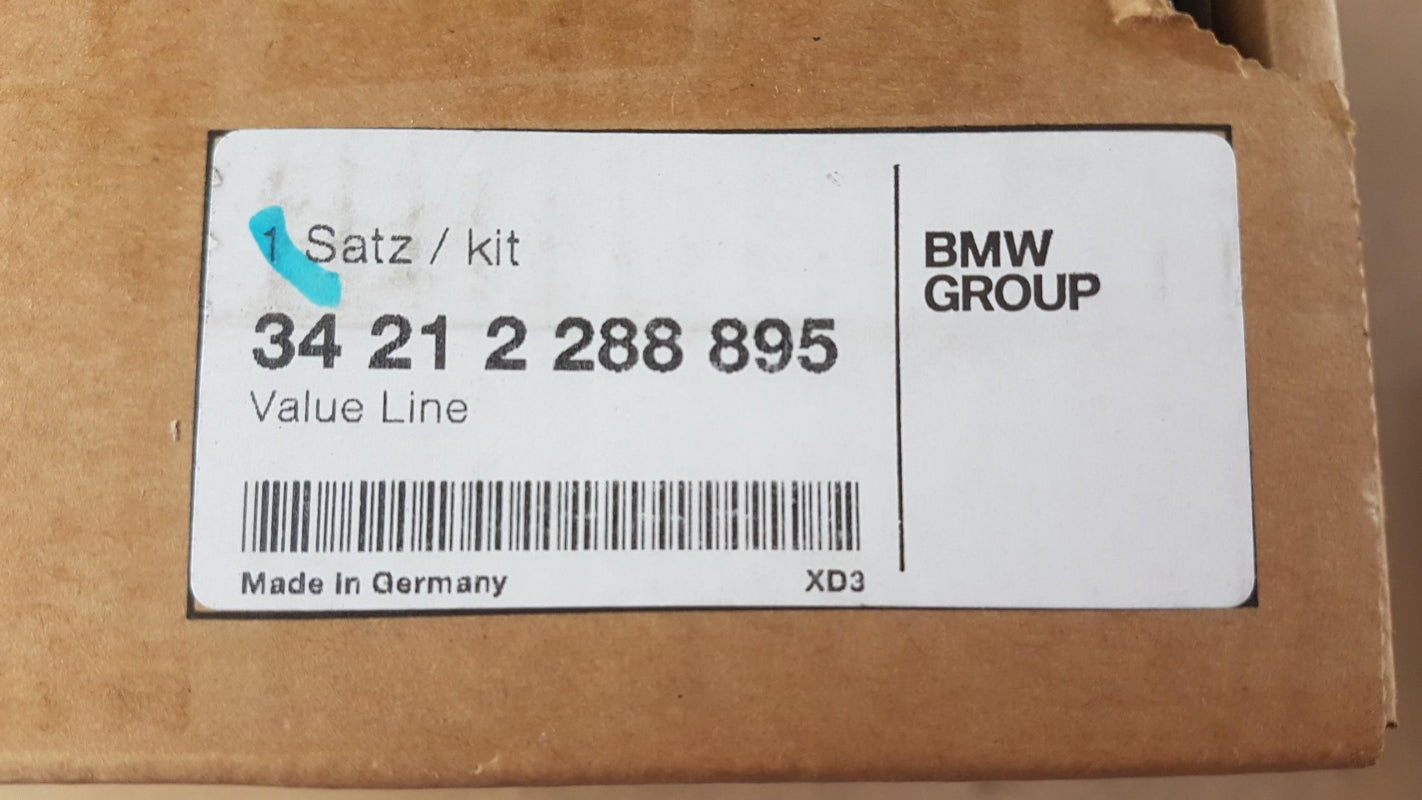 1 Satz / kit
34 21 2 288 895
Value Line
Made In Germany XD3
BMW
GROUP